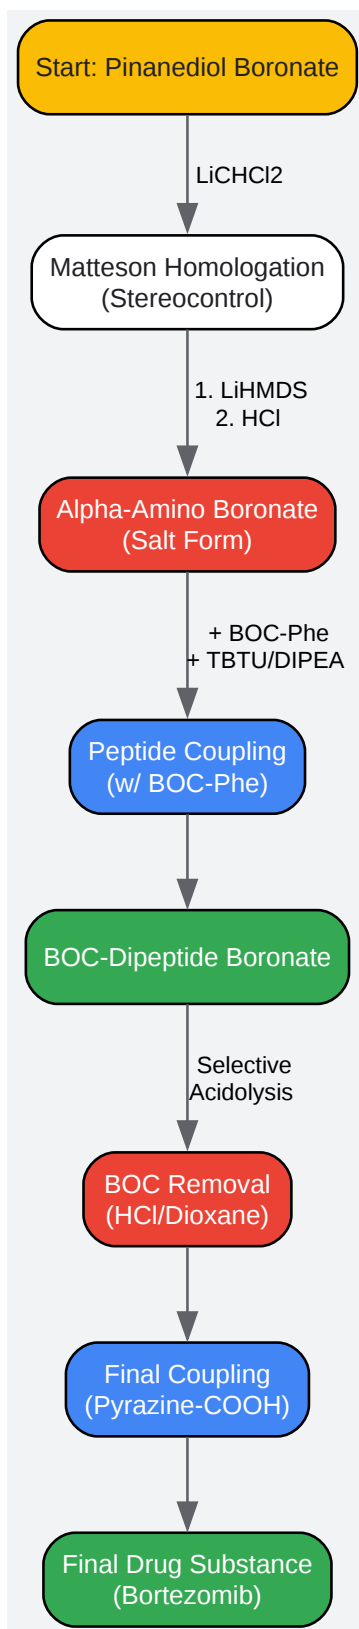 Start: Pinanediol Boronate
LiCHCl2
Matteson Homologation
(Stereocontrol)
1. LiHMDS
2. HCl
Alpha-Amino Boronate
(Salt Form)
+ BOC-Phe
+ TBTU/DIPEA
Peptide Coupling
(w/ BOC-Phe)
BOC-Dipeptide Boronate
Selective
Acidolysis
BOC Removal
(HCl/Dioxane)
Final Coupling
(Pyrazine-COOH)
Final Drug Substance
(Bortezomib)